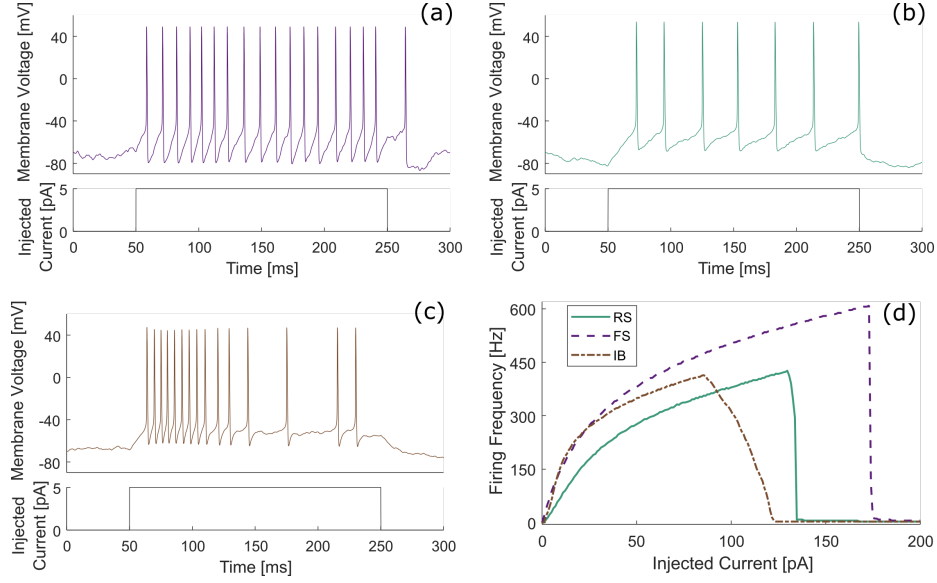 (a)
Membrane Voltage [mV]
40
0
-40
-80
Injected
Current [pA]
5
0
0 50 100 150 200 250 300
Time [ms]
(b)
Membrane Voltage [mV]
40
0
-40
-80
Injected
Current [pA]
5
0
0 50 100 150 200 250 300
Time [ms]
(c)
Membrane Voltage [mV]
40
0
-40
-80
Injected
Current [pA]
5
0
0 50 100 150 200 250 300
Time [ms]
(d)
RS
FS
IB
Firing Frequency [Hz]
600
450
300
150
0
0 50 100 150 200
Injected Current [pA]